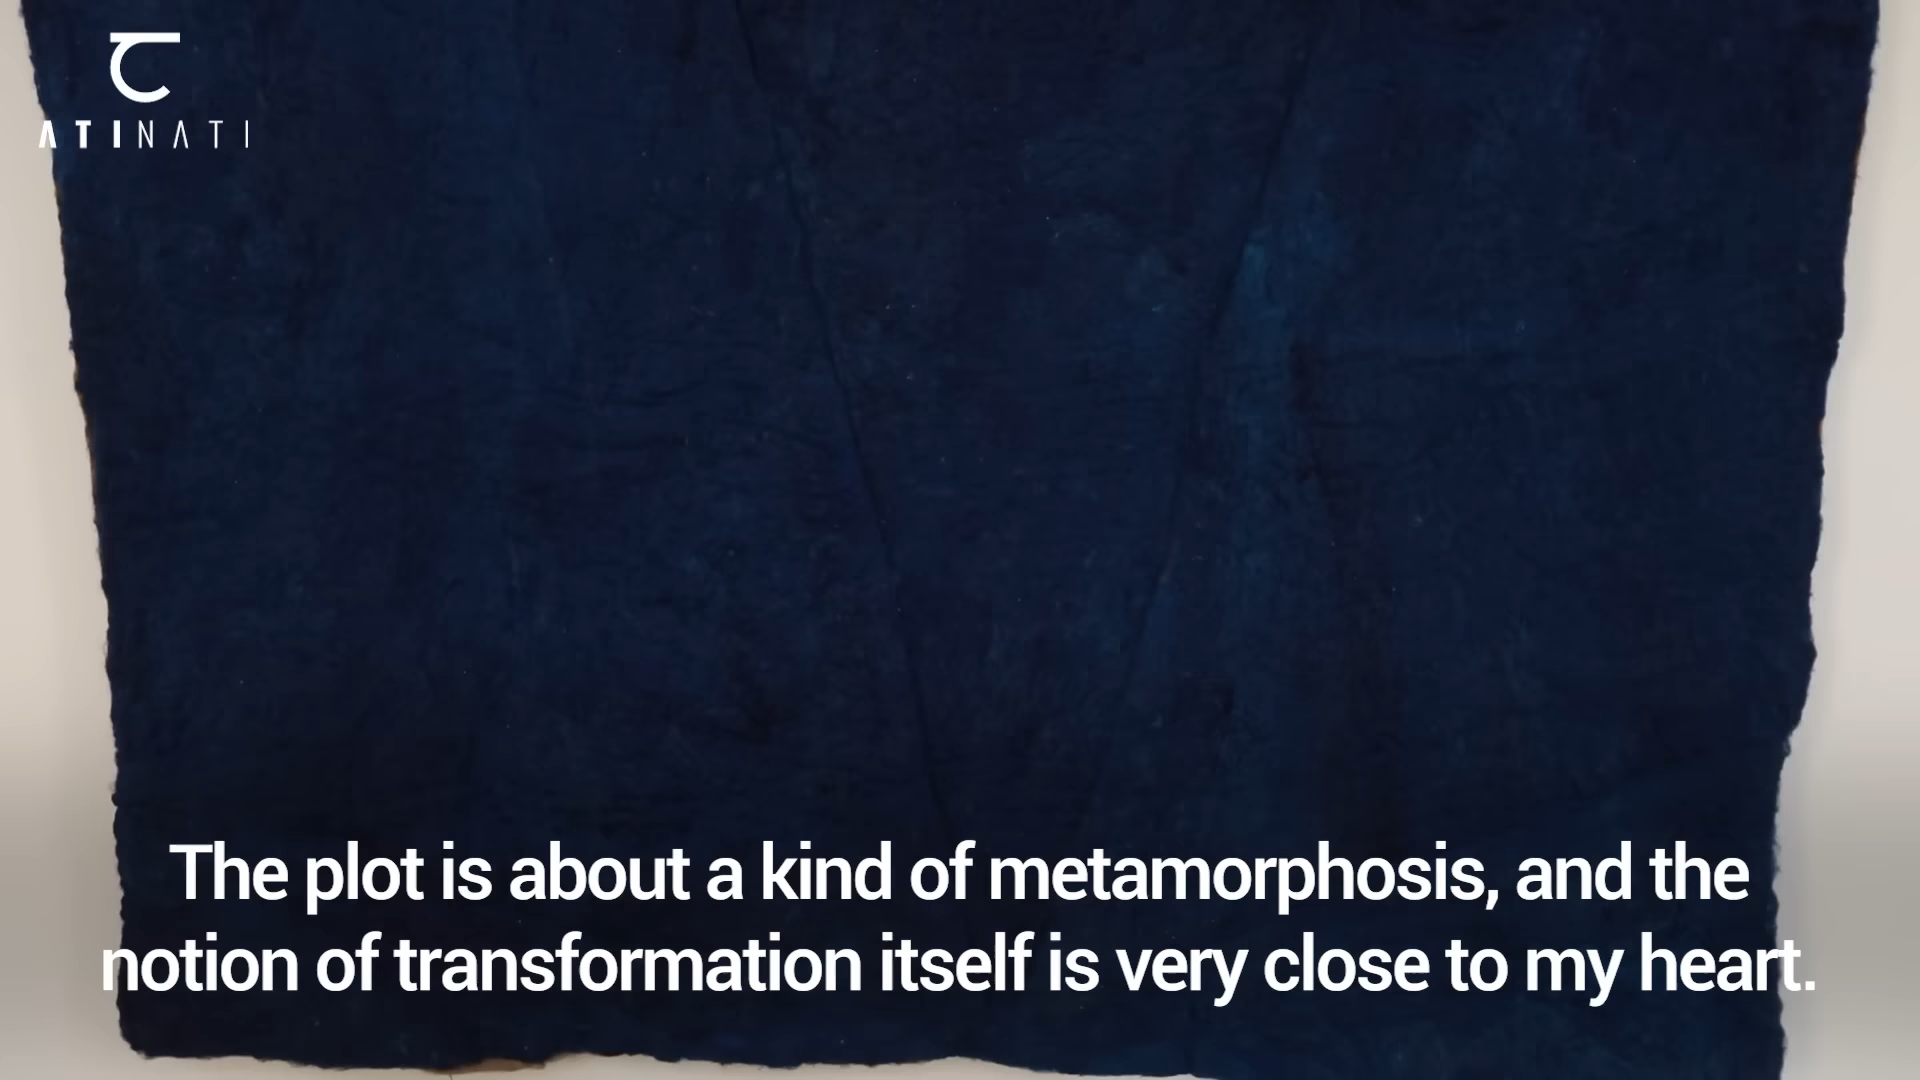 ATINATI
The plot is about a kind of metamorphosis, and the
notion of transformation itself is very close to my heart.